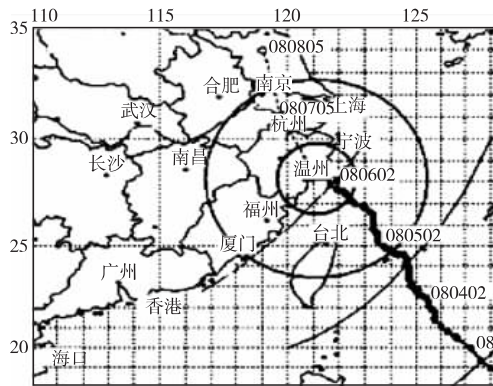 110 115 120 125
35
080805
合肥 南京
080705 上海
武汉
杭州
30
宁波
长沙 南昌 温州
080602
福州
台北 080502
厦门
25
广州
香港
080402
20
海口
08